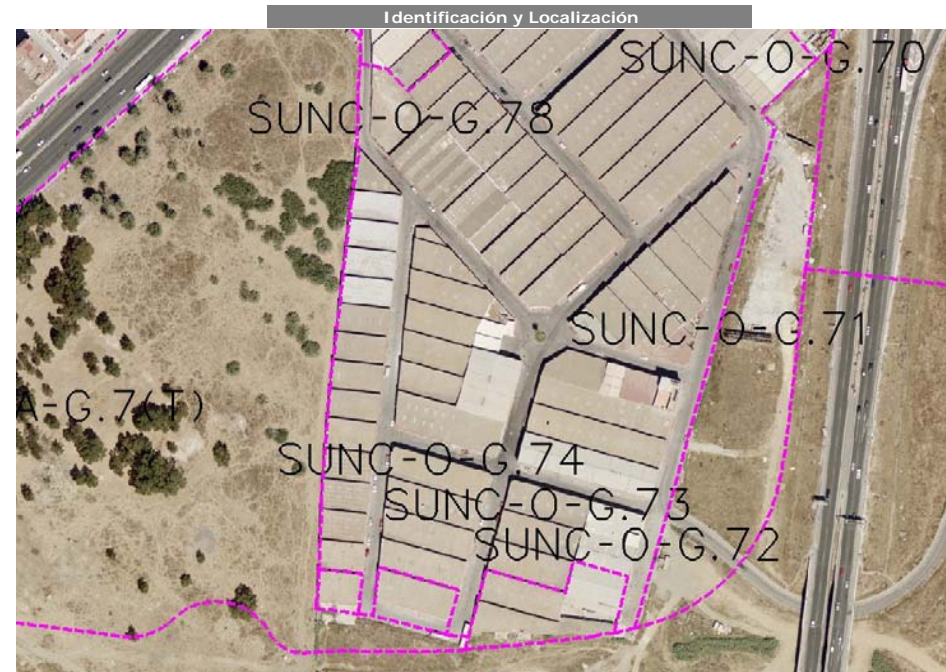 Identificación y Localización
SUNC-O-G.70
SUNC-O-G.78
SUNC-O-G.71
A-G.7(T)
SUNC-O-G.74
SUNC-O-G.73
SUNC-O-G.72